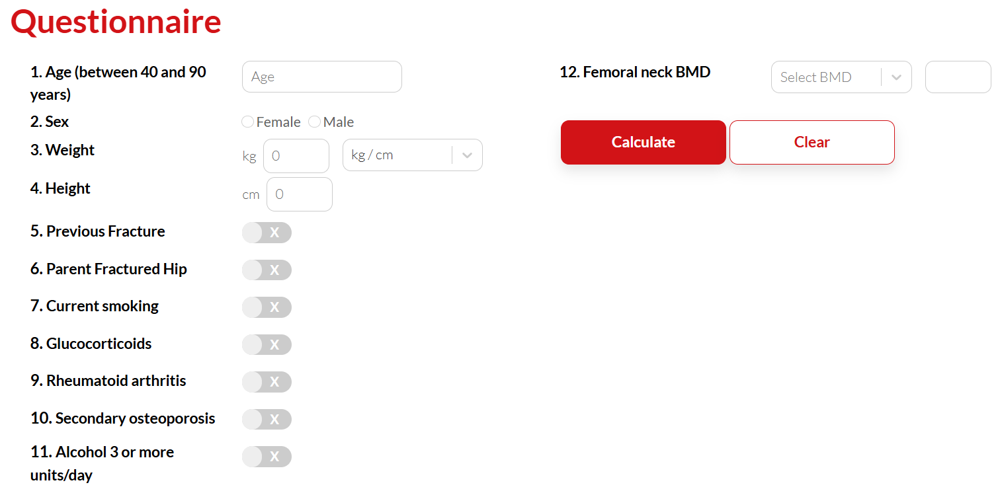 Questionnaire
1. Age (between 40 and 90
years)
Age
2. Sex
Female Male
3. Weight
kg 0 kg / cm
4. Height
cm 0
5. Previous Fracture
X
6. Parent Fractured Hip
X
7. Current smoking
X
8. Glucocorticoids
X
9. Rheumatoid arthritis
X
10. Secondary osteoporosis
X
11. Alcohol 3 or more
units/day
X
12. Femoral neck BMD
Select BMD
Calculate
Clear